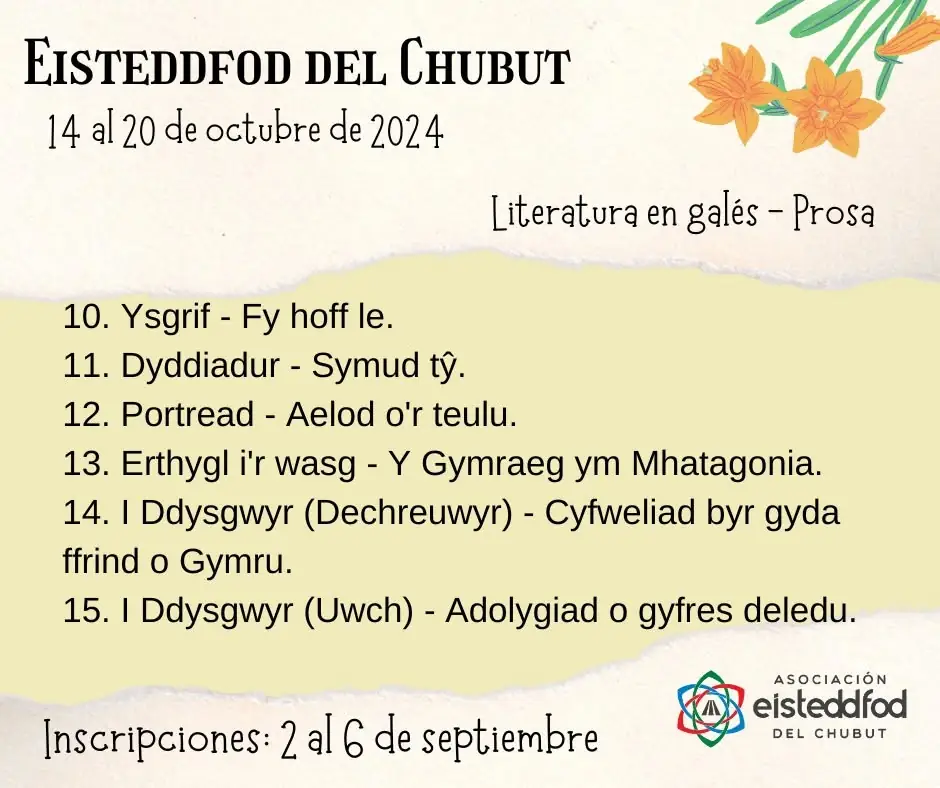 Eisteddfod del Chubut
14 al 20 de octubre de 2024
Literatura en galés - Prosa
10. Ysgrif - Fy hoff le.
11. Dyddiadur - Symud tŷ.
12. Portread - Aelod o'r teulu.
13. Erthygl i'r wasg - Y Gymraeg ym Mhatagonia.
14. I Ddysgwyr (Dechreuwyr) - Cyfweliad byr gyda
ffrind o Gymru.
15. I Ddysgwyr (Uwch) - Adolygiad o gyfres deledu.
Inscripciones: 2 al 6 de septiembre
ASOCIACIÓN
eisteddfod
DEL CHUBUT